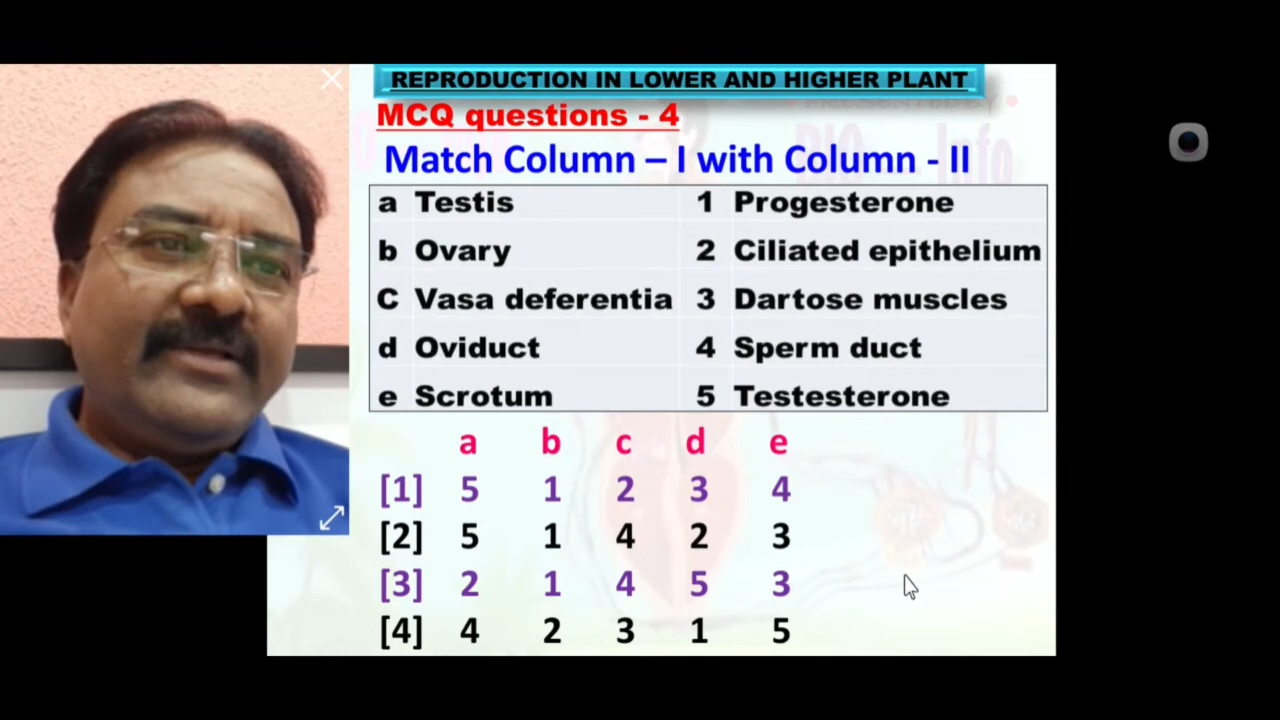 REPRODUCTION IN LOWER AND HIGHER PLANT
MCQ questions - 4
Match Column – I with Column - II
a Testis 1 Progesterone
b Ovary 2 Ciliated epithelium
C Vasa deferentia 3 Dartose muscles
d Oviduct 4 Sperm duct
e Scrotum 5 Testesterone
a b c d e
[1] 5 1 2 3 4
[2] 5 1 4 2 3
[3] 2 1 4 5 3
[4] 4 2 3 1 5